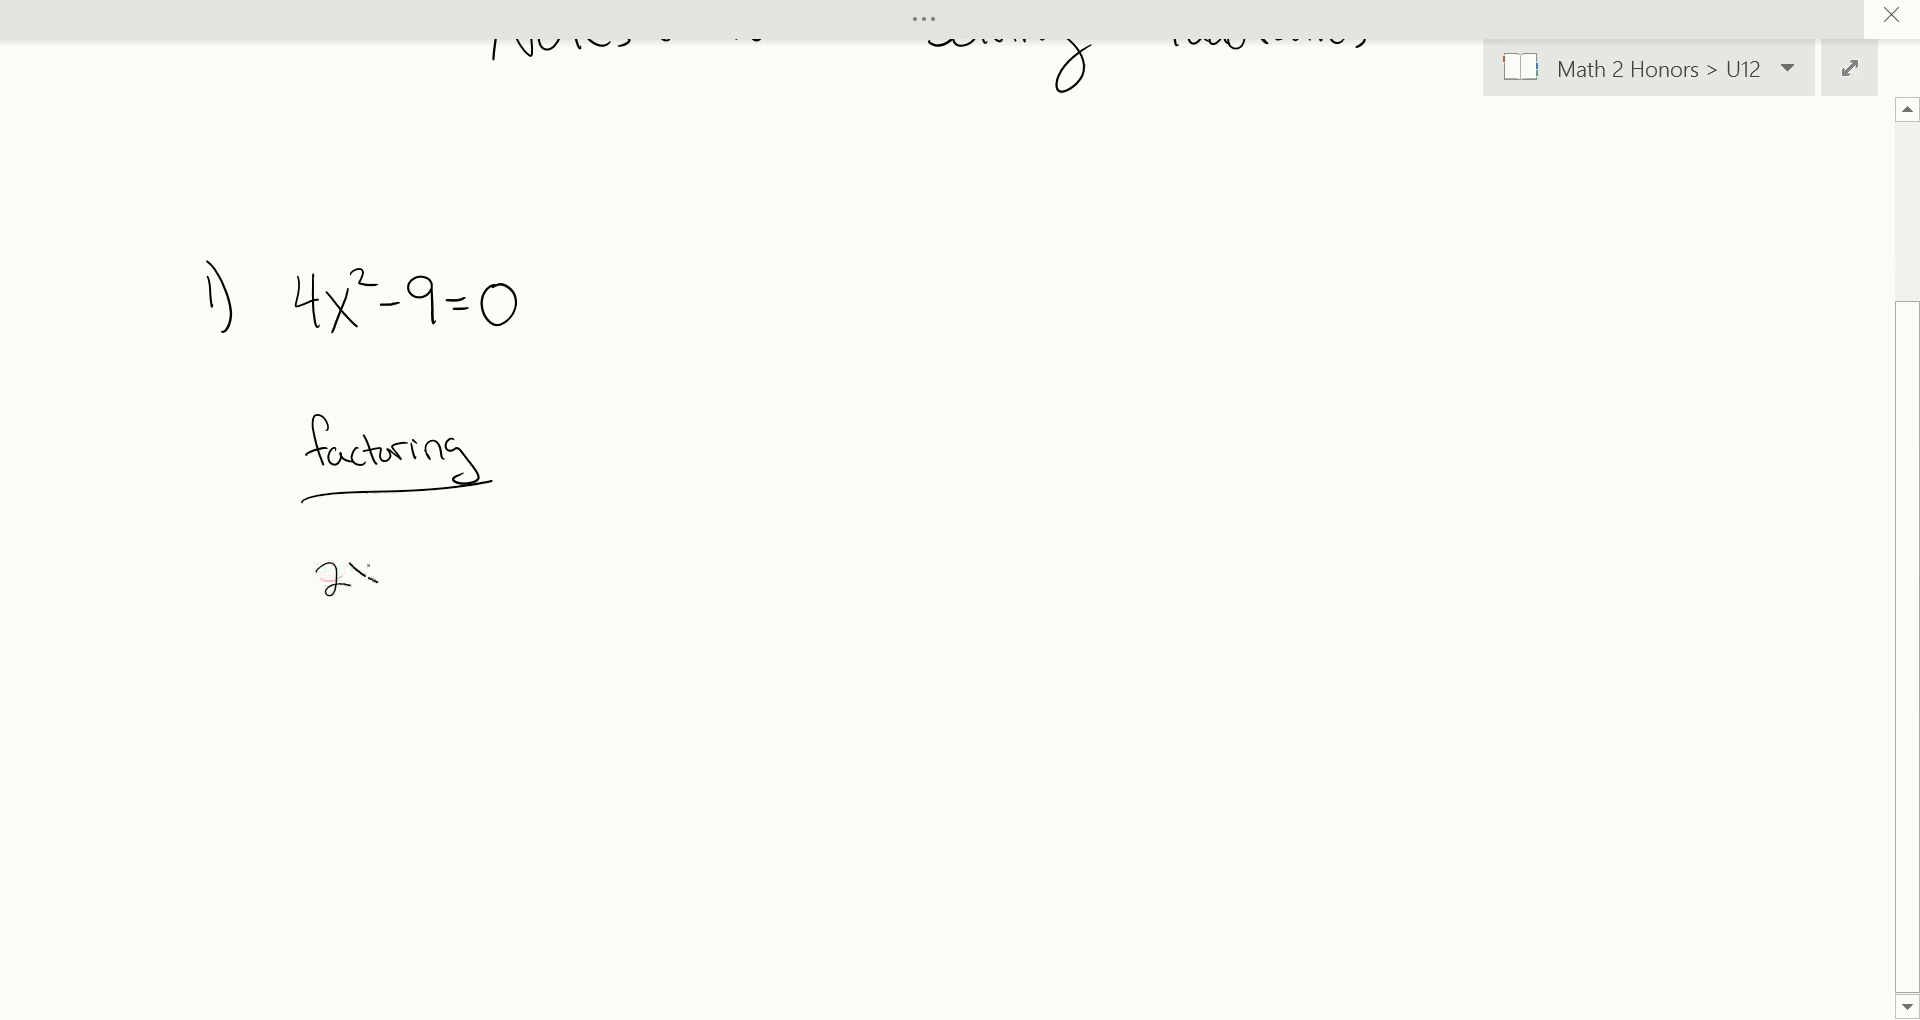 Math 2 Honors > U12
1) 4x²-9=0
factoring
2x